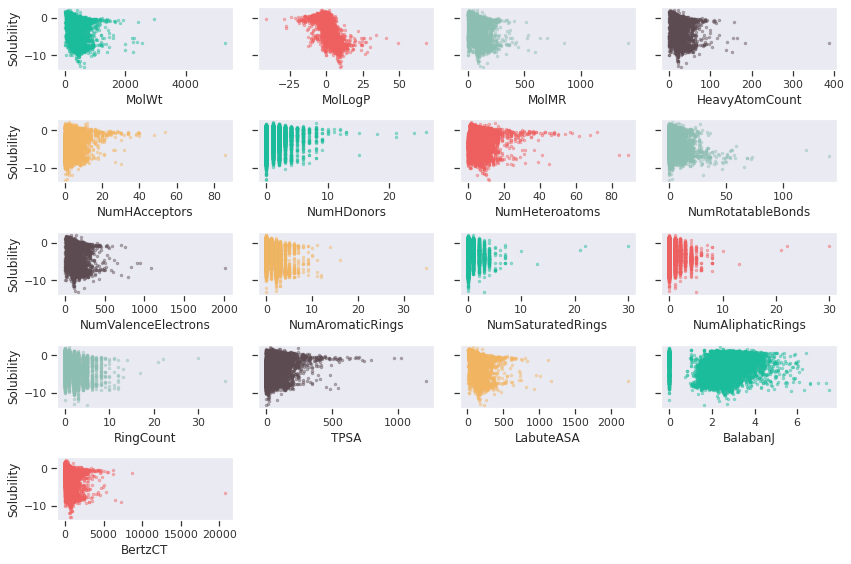 Solubility
0
−10
0 2000 4000
MolWt
−25 0 25 50
MolLogP
0 500 1000
MolMR
0 100 200 300 400
HeavyAtomCount
Solubility
0
−10
0 20 40 60 80
NumHAcceptors
0 10 20
NumHDonors
0 20 40 60 80
NumHeteroatoms
0 50 100
NumRotatableBonds
Solubility
0
−10
0 500 1000 1500 2000
NumValenceElectrons
0 10 20 30
NumAromaticRings
0 10 20 30
NumSaturatedRings
0 10 20 30
NumAliphaticRings
Solubility
0
−10
0 10 20 30
RingCount
0 500 1000
TPSA
0 500 1000 1500 2000
LabuteASA
0 2 4 6
BalabanJ
Solubility
0
−10
0 5000 10000 15000 20000
BertzCT